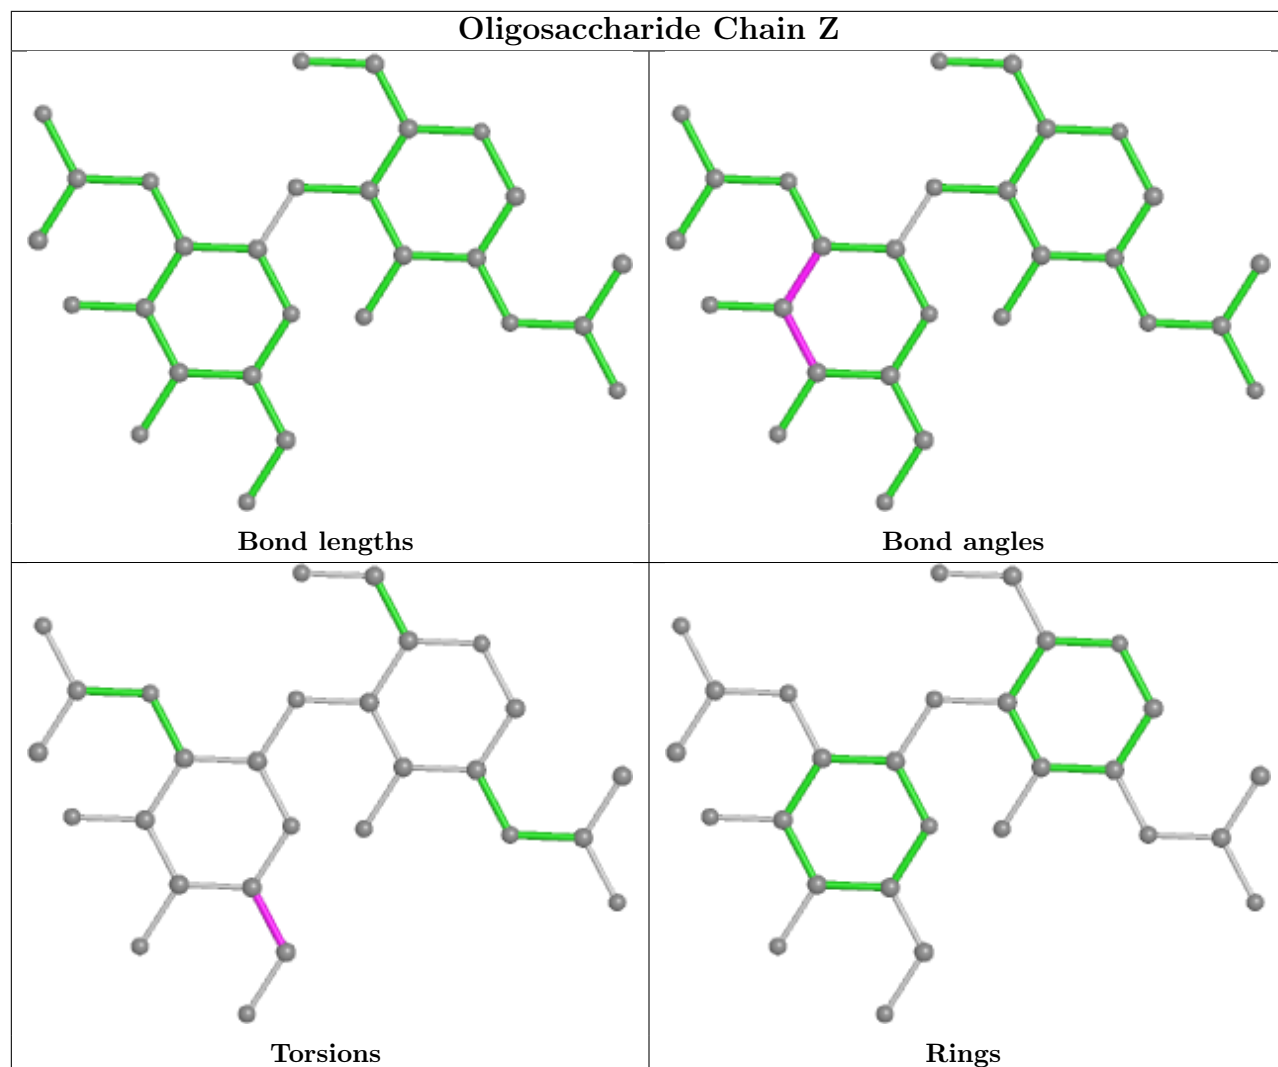 Oligosaccharide Chain Z
Bond lengths
Bond angles
Torsions
Rings